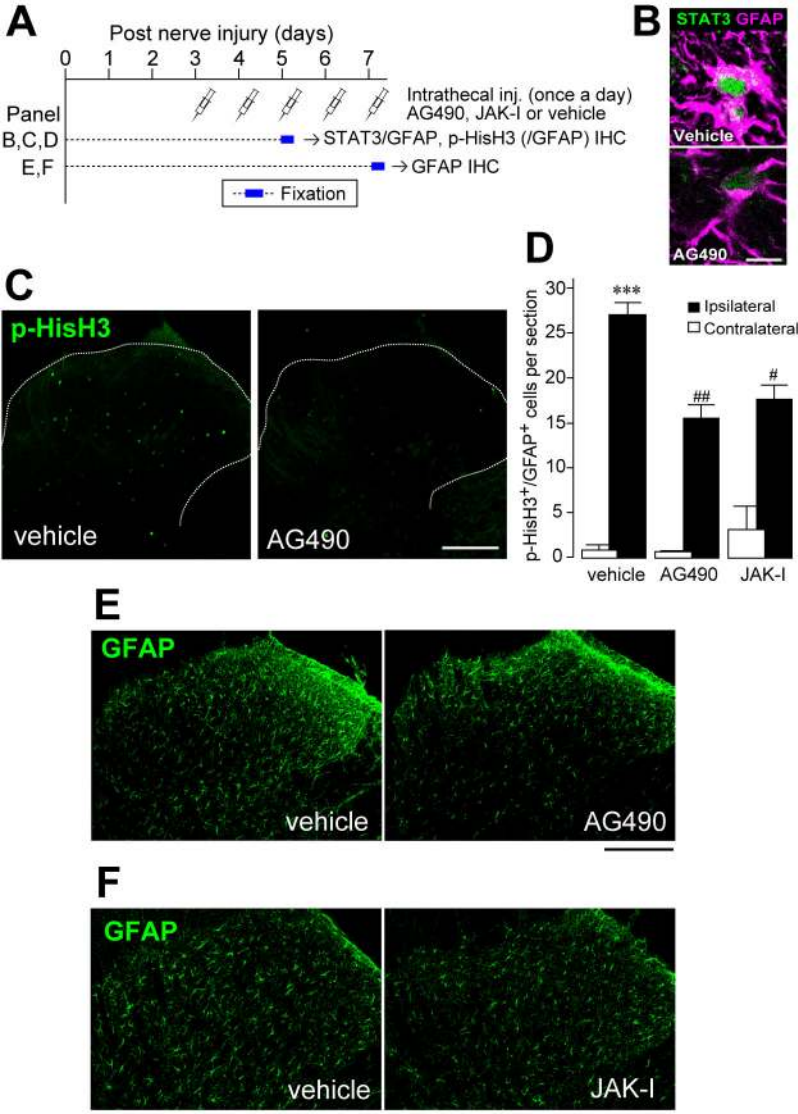 A
Post nerve injury (days)
0 1 2 3 4 5 6 7
Panel
Intrathecal inj. (once a day)
AG490, JAK-I or vehicle
B,C,D
→STAT3/GFAP, p-HisH3 (/GFAP) IHC
E,F
→GFAP IHC
Fixation
B
STAT3 GFAP
Vehicle
AG490
C
p-HisH3
vehicle
AG490
D
p-HisH3+/GFAP+ cells per section
30
25
20
15
10
5
0
***
##
#
Ipsilateral
Contralateral
vehicle AG490 JAK-I
E
GFAP
vehicle
AG490
F
GFAP
vehicle
JAK-I